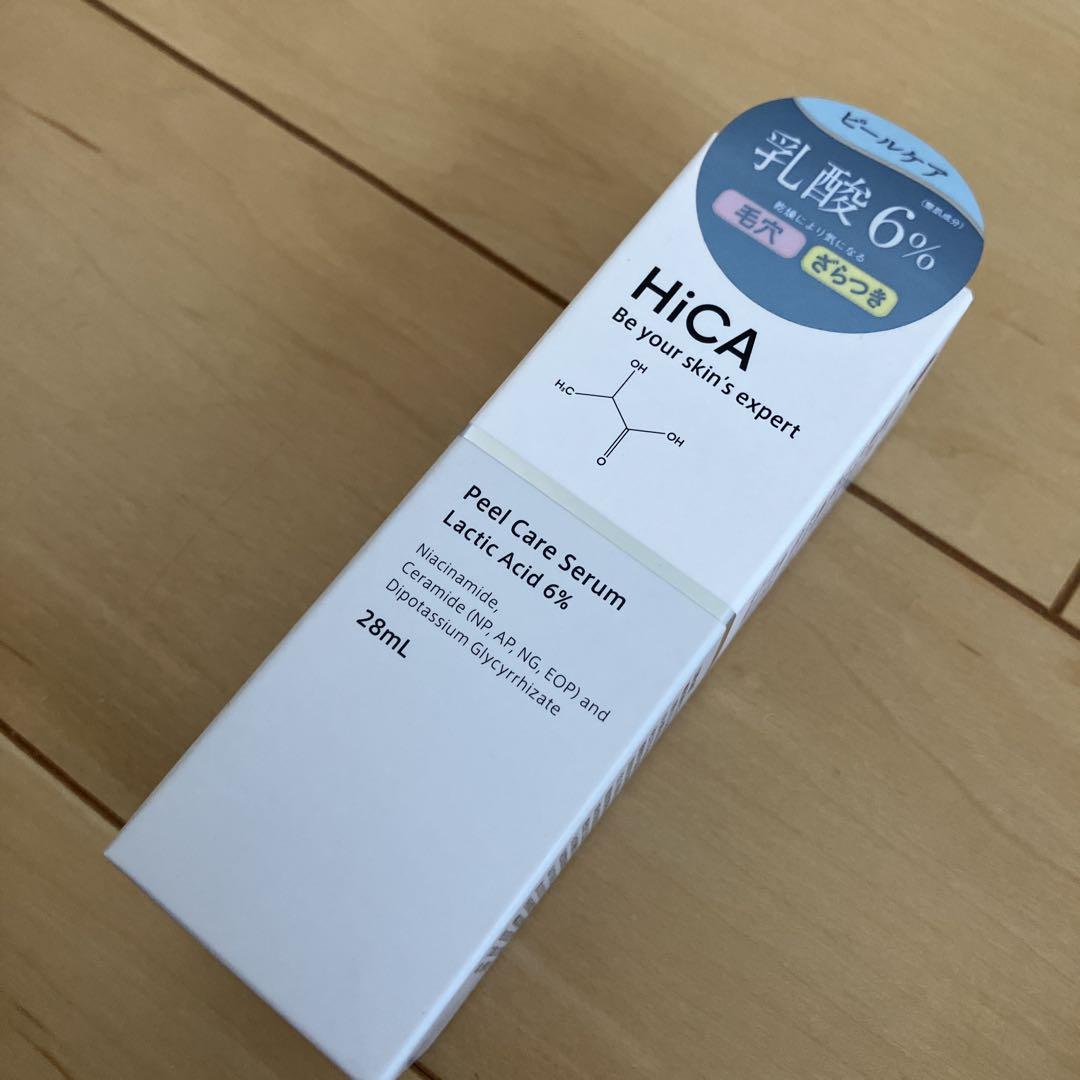 ピールケア
乳酸6%
(整肌成分)
乾燥により気になる
毛穴
ざらつき
HiCA
Be your skin's expert
OH
H₃C
OH
O
Peel Care Serum
Lactic Acid 6%
Niacinamide,
Ceramide (NP, AP, NG, EOP) and
Dipotassium Glycyrrhizate
28mL